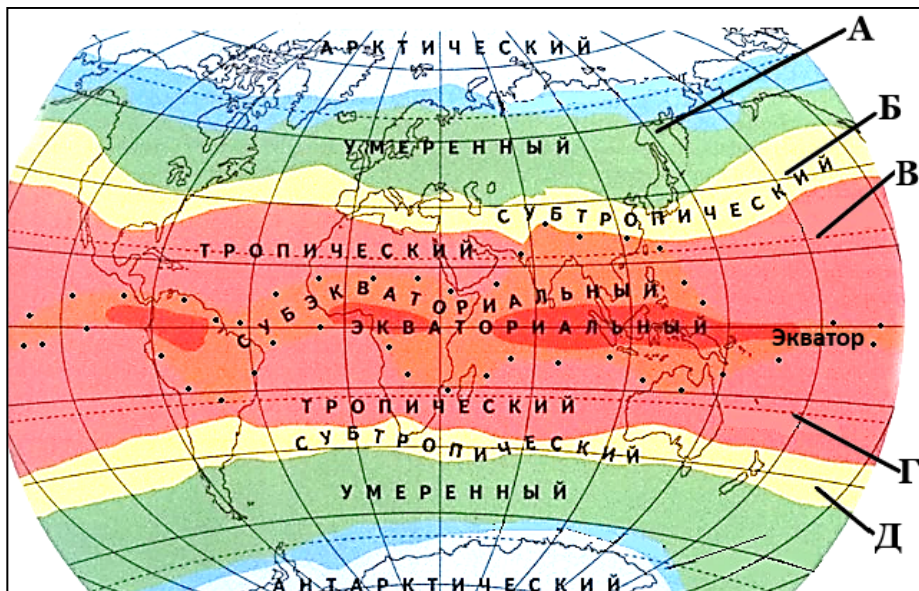 АРКТИЧЕСКИЙ
А
Б
УМЕРЕННЫЙ
В
СУБТРОПИЧЕСКИЙ
ТРОПИЧЕСКИЙ
СУБЭКВАТОРИАЛЬНЫЙ
ЭКВАТОРИАЛЬНЫЙ
Экватор
ТРОПИЧЕСКИЙ
СУБТРОПИЧЕСКИЙ
Г
УМЕРЕННЫЙ
Д
АНТАРКТИЧЕСКИЙ